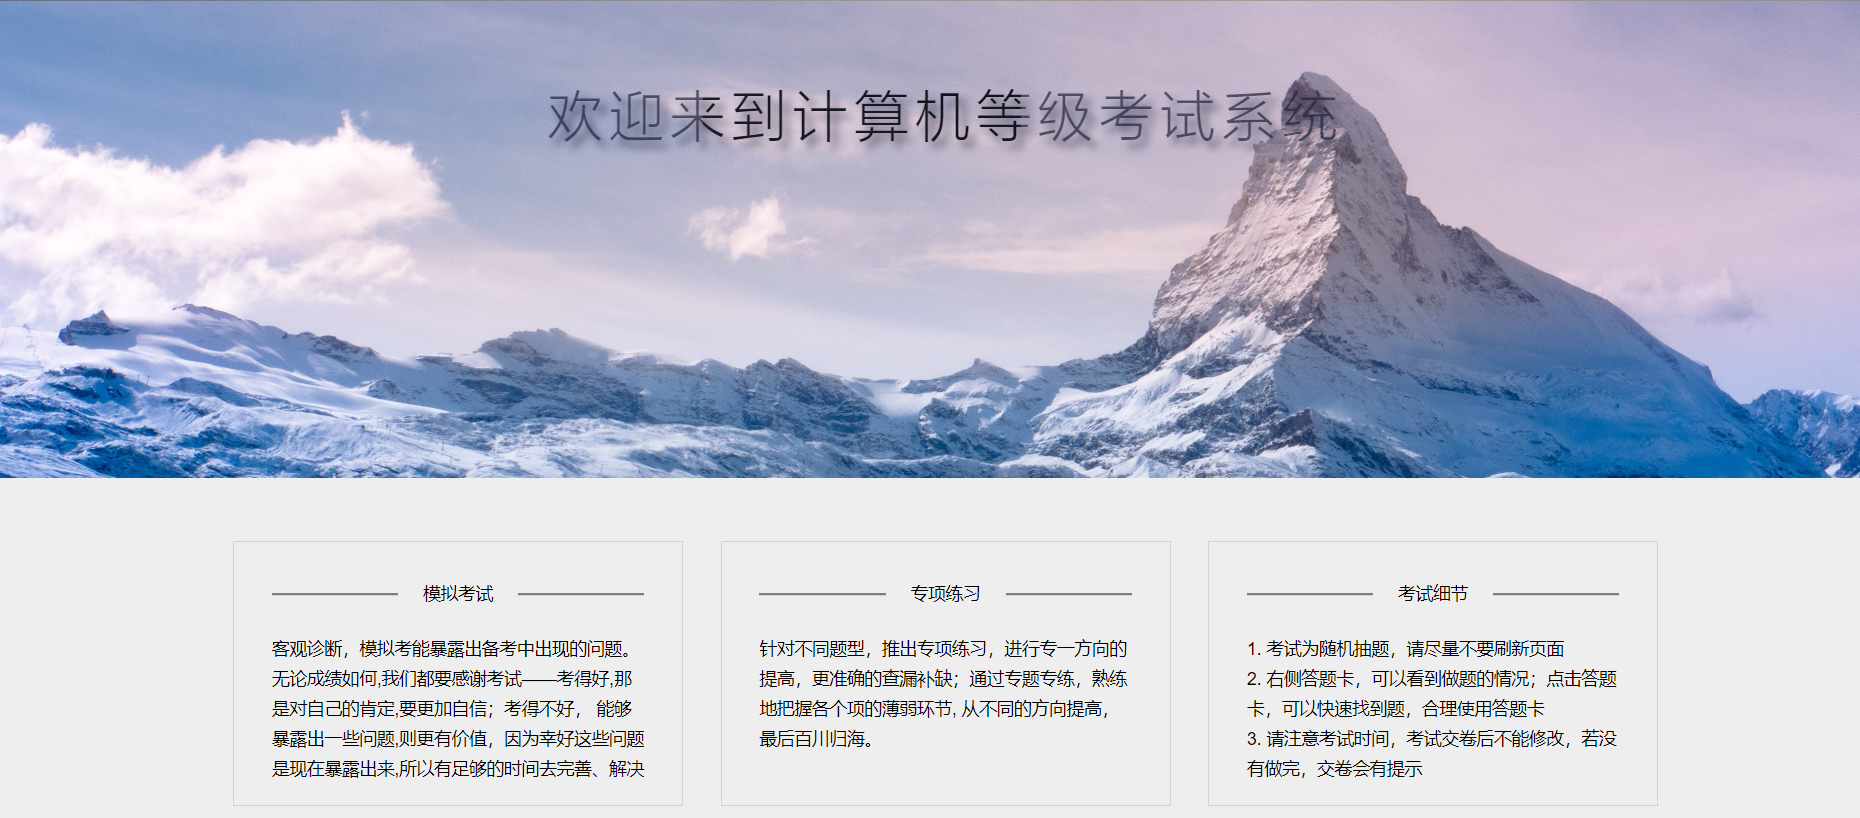 欢迎来到计算机等级考试系统
模拟考试
客观诊断，模拟考能暴露出备考中出现的问题。
无论成绩如何,我们都要感谢考试——考得好,那
是对自己的肯定,要更加自信；考得不好， 能够
暴露出一些问题,则更有价值，因为幸好这些问题
是现在暴露出来,所以有足够的时间去完善、解决
专项练习
针对不同题型，推出专项练习，进行专一方向的
提高，更准确的查漏补缺；通过专题专练，熟练
地把握各个项的薄弱环节, 从不同的方向提高，
最后百川归海。
考试细节
1. 考试为随机抽题，请尽量不要刷新页面
2. 右侧答题卡，可以看到做题的情况；点击答题
卡，可以快速找到题，合理使用答题卡
3. 请注意考试时间，考试交卷后不能修改，若没
有做完，交卷会有提示